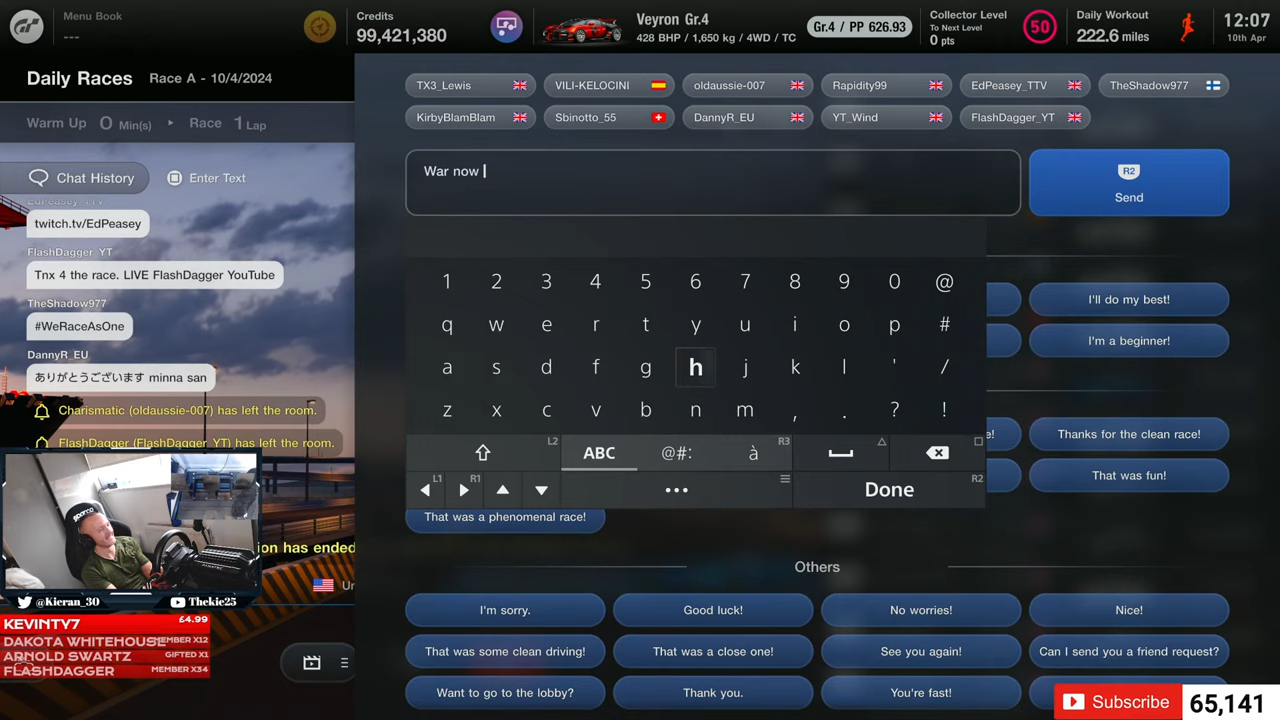 Menu Book
---
Credits
99,421,380
Veyron Gr.4
428 BHP / 1,650 kg / 4WD / TC
Gr.4 / PP 626.93
Collector Level
To Next Level
0 pts
50
Daily Workout
222.6 miles
12:07
10th Apr
Daily Races Race A - 10/4/2024
Warm Up 0 Min(s) Race 1 Lap
Chat History
Enter Text
EdPeasey_TTV
twitch.tv/EdPeasey
FlashDagger_YT
Tnx 4 the race. LIVE FlashDagger YouTube
TheShadow977
#WeRaceAsOne
DannyR_EU
ありがとうございます minna san
Charismatic (oldaussie-007) has left the room.
FlashDagger (FlashDagger_YT) has left the room.
ion has ended
Un
@Kieran_30
Thekie25
KEVINTY7 £4.99
DAKOTA WHITEHOUSE MEMBER X12
ARNOLD SWARTZ GIFTED X1
FLASHDAGGER MEMBER X34
TX3_Lewis
VILI-KELOCINI
oldaussie-007
Rapidity99
EdPeasey_TTV
TheShadow977
KirbyBlamBlam
Sbinotto_55
DannyR_EU
YT_Wind
FlashDagger_YT
War now
R2
Send
1 2 3 4 5 6 7 8 9 0 @
q w e r t y u i o p #
a s d f g h j k l ' /
z x c v b n m , . ? !
L2
ABC
@#:
R3
à
L1
R1
•••
Done
R2
I'll do my best!
I'm a beginner!
e!
Thanks for the clean race!
That was fun!
That was a phenomenal race!
Others
I'm sorry.
Good luck!
No worries!
Nice!
That was some clean driving!
That was a close one!
See you again!
Can I send you a friend request?
Want to go to the lobby?
Thank you.
You're fast!
Subscribe
65,141